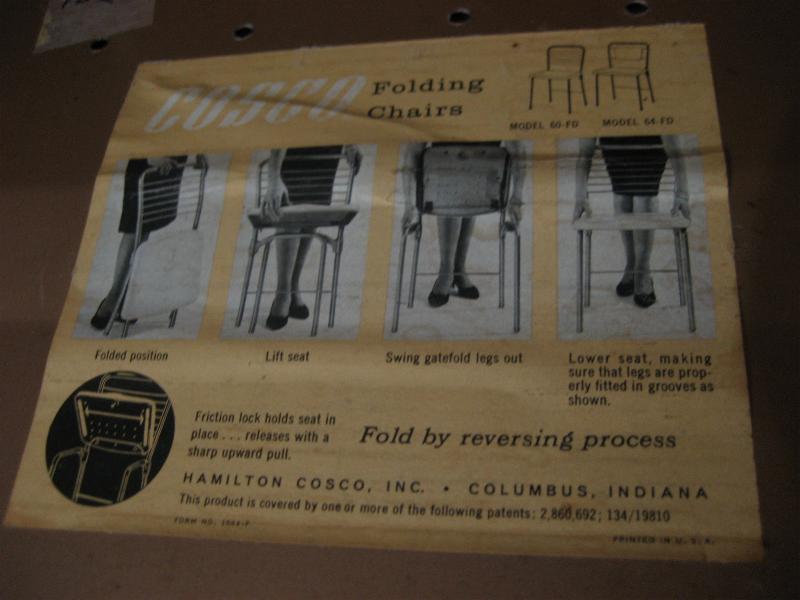 COSCO Folding
Chairs
MODEL 60-FD MODEL 64-FD
Folded position
Lift seat
Swing gatefold legs out
Lower seat, making
sure that legs are prop-
erly fitted in grooves as
shown.
Friction lock holds seat in
place . . . releases with a
sharp upward pull.
Fold by reversing process
HAMILTON COSCO, INC. • COLUMBUS, INDIANA
This product is covered by one or more of the following patents: 2,860,692; 134/19810
FORM NO.
PRINTED IN U. S. A.